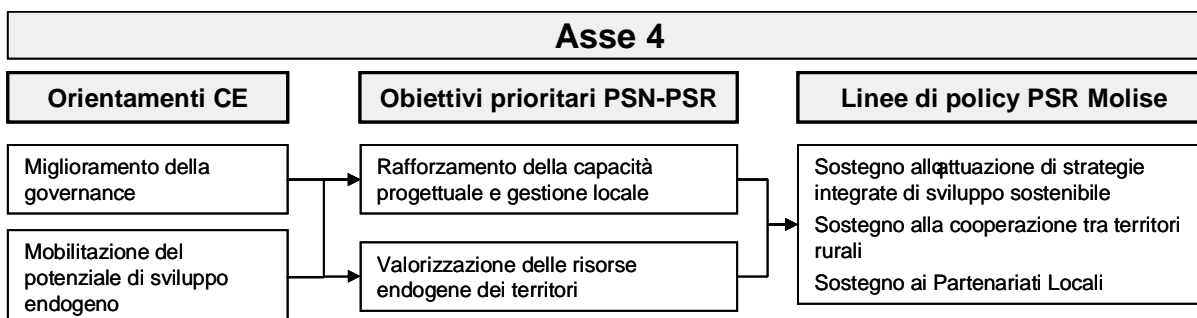 Asse 4
Orientamenti CE
Obiettivi prioritari PSN-PSR
Linee di policy PSR Molise
Miglioramento della
governance
Mobilitazione del
potenziale di sviluppo
endogeno
Rafforzamento della capacità
progettuale e gestione locale
Valorizzazione delle risorse
endogene dei territori
Sostegno all'attuazione di strategie
integrate di sviluppo sostenibile
Sostegno alla cooperazione tra territori
rurali
Sostegno ai Partenariati Locali